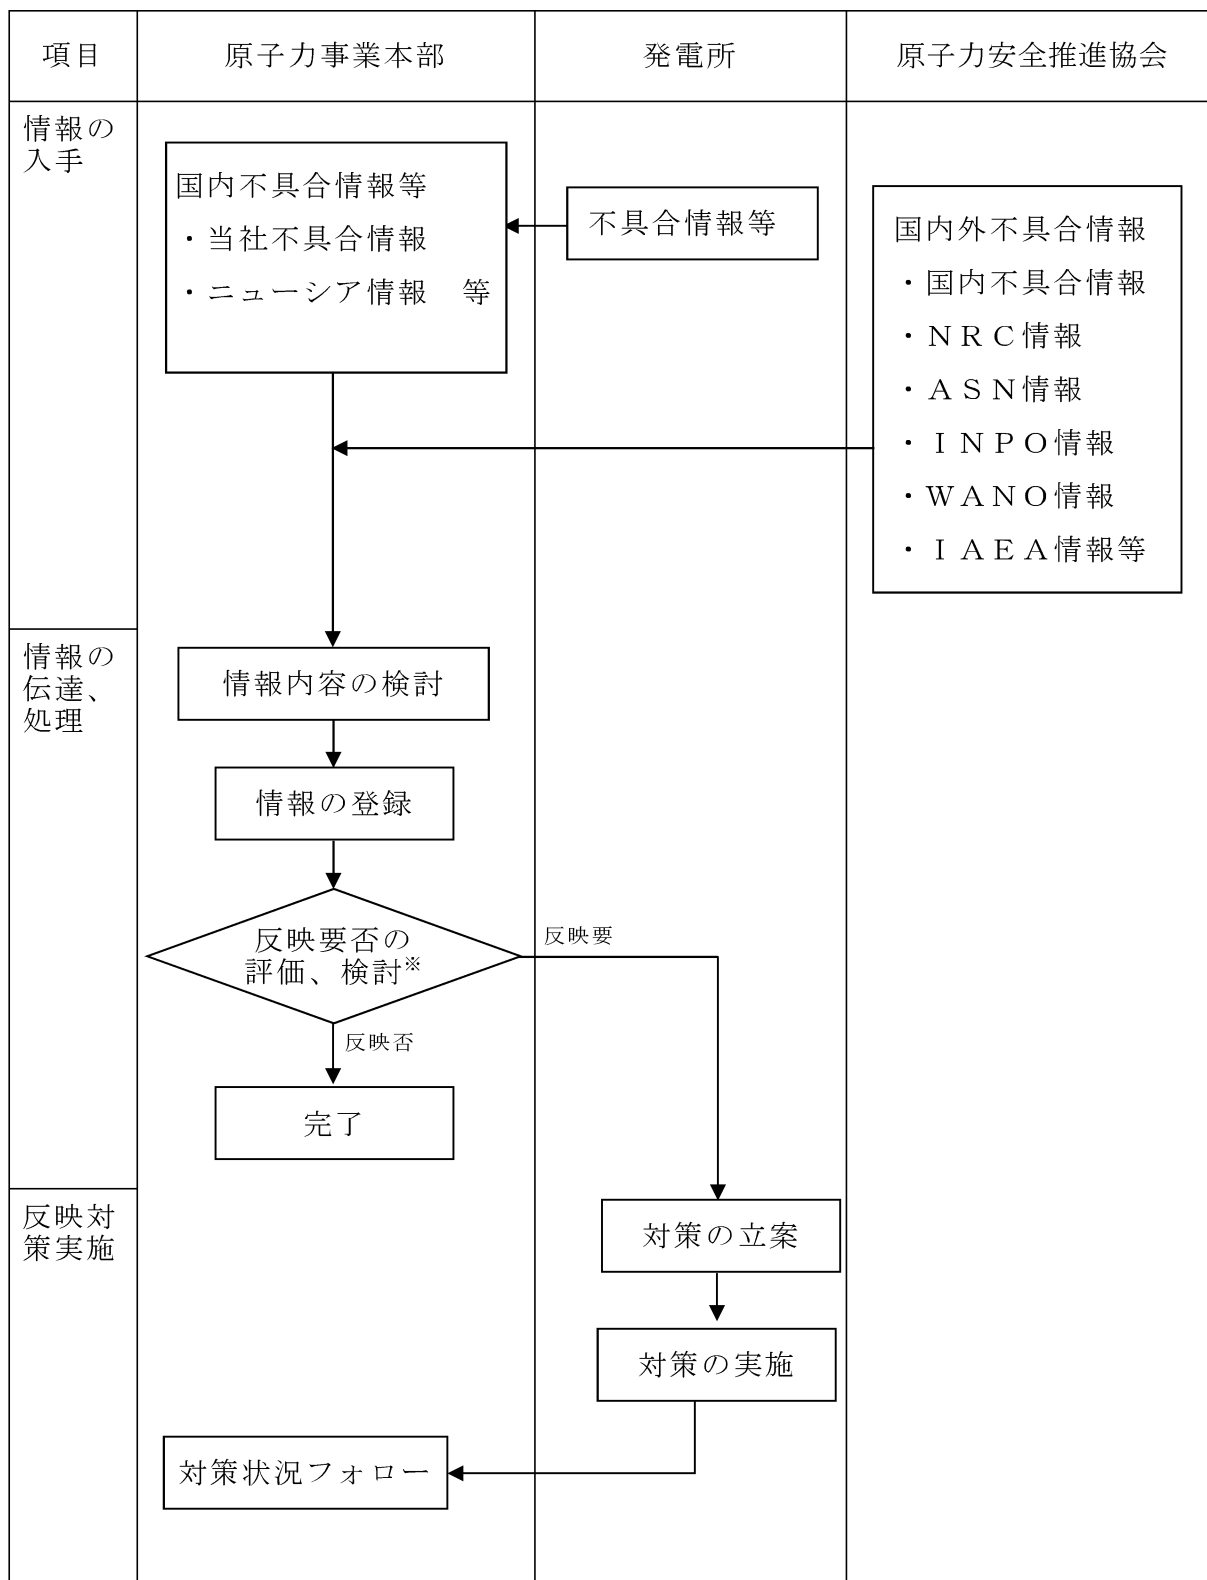 項目
原子力事業本部
発電所
原子力安全推進協会
情報の
入手
国内不具合情報等
・当社不具合情報
・ニューシア情報　等
不具合情報等
国内外不具合情報
・国内不具合情報
・ＮＲＣ情報
・ＡＳＮ情報
・ＩＮＰＯ情報
・ＷＡＮＯ情報
・ＩＡＥＡ情報等
情報の
伝達、
処理
情報内容の検討
情報の登録
反映要否の
評価、検討※
反映要
反映否
完了
反映対
策実施
対策の立案
対策の実施
対策状況フォロー